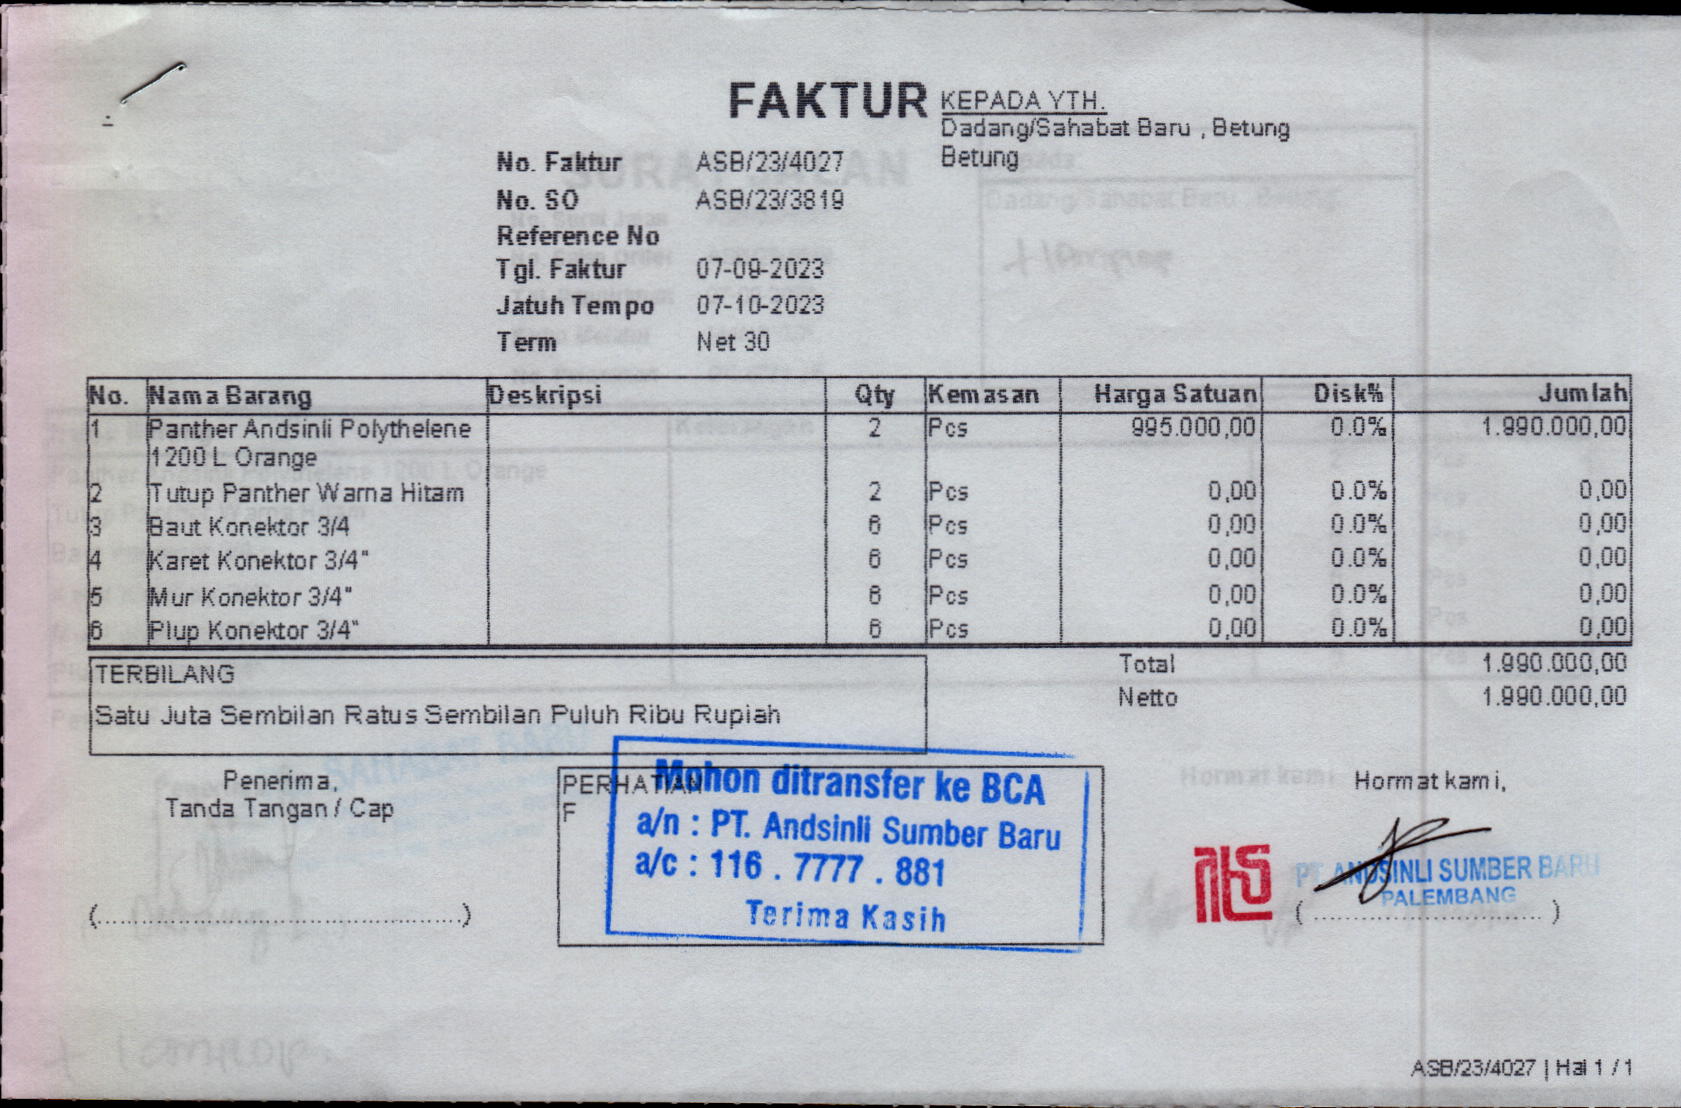 FAKTUR
KEPADA YTH.
Dadang/Sahabat Baru , Betung
Betung
No. Faktur ASB/23/4027
No. SO ASB/23/3819
Reference No
Tgl. Faktur 07-09-2023
Jatuh Tempo 07-10-2023
Term Net 30
No. Nama Barang Deskripsi Qty Kemasan Harga Satuan Disk% Jumlah
1 Panther Andsinli Polythelene 2 Pcs 995.000,00 0.0% 1.990.000,00
1200 L Orange
2 Tutup Panther Warna Hitam 2 Pcs 0,00 0.0% 0,00
3 Baut Konektor 3/4 6 Pcs 0,00 0.0% 0,00
4 Karet Konektor 3/4" 6 Pcs 0,00 0.0% 0,00
5 Mur Konektor 3/4" 6 Pcs 0,00 0.0% 0,00
6 Plup Konektor 3/4" 6 Pcs 0,00 0.0% 0,00
TERBILANG
Satu Juta Sembilan Ratus Sembilan Puluh Ribu Rupiah
Total 1.990.000,00
Netto 1.990.000,00
Penerima,
Tanda Tangan / Cap
(..............................................)
PERHATIAN
F
Mohon ditransfer ke BCA
a/n : PT. Andsinli Sumber Baru
a/c : 116 . 7777 . 881
Terima Kasih
Hormat kami,
PT. ANDSINLI SUMBER BARU
PALEMBANG
( ............................. )
ASB/23/4027 | Hal 1 / 1